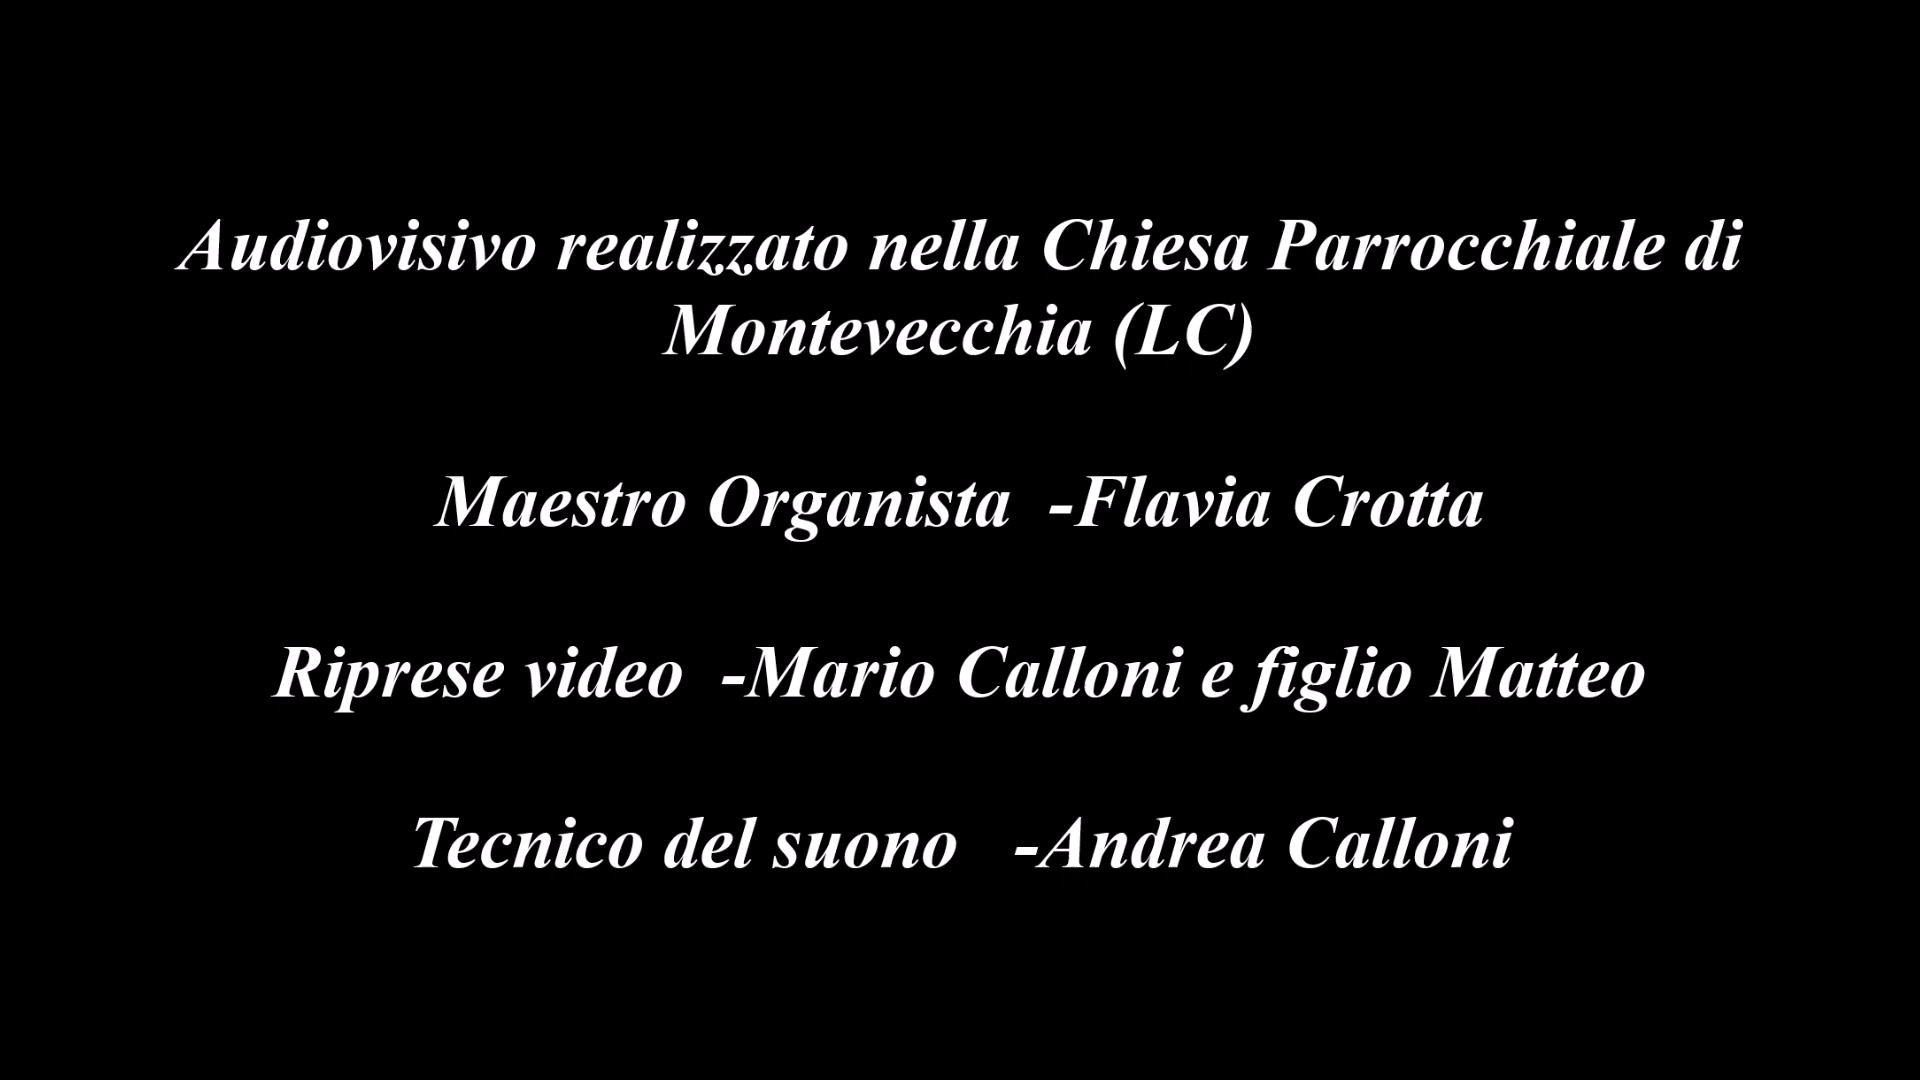 Audiovisivo realizzato nella Chiesa Parrocchiale di
Montevecchia (LC)
Maestro Organista  -Flavia Crotta
Riprese video  -Mario Calloni e figlio Matteo
Tecnico del suono   -Andrea Calloni